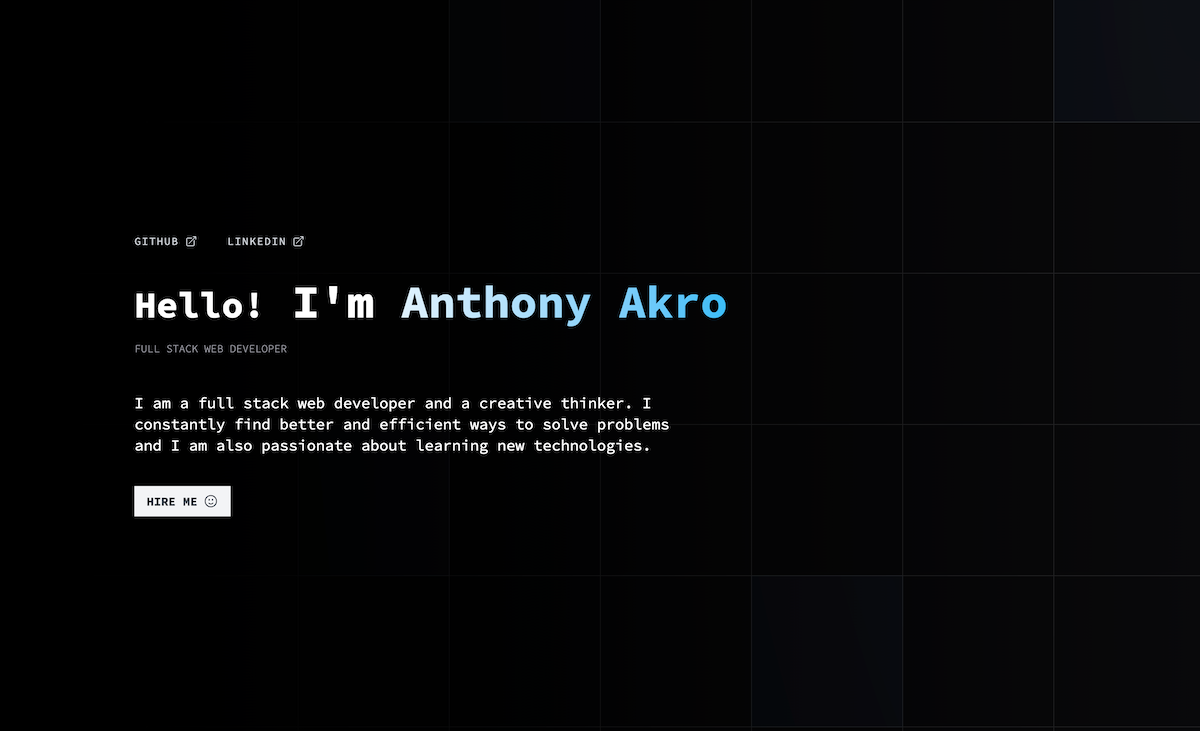 GITHUB LINKEDIN
Hello! I'm Anthony Akro
FULL STACK WEB DEVELOPER
I am a full stack web developer and a creative thinker. I
constantly find better and efficient ways to solve problems
and I am also passionate about learning new technologies.
HIRE ME